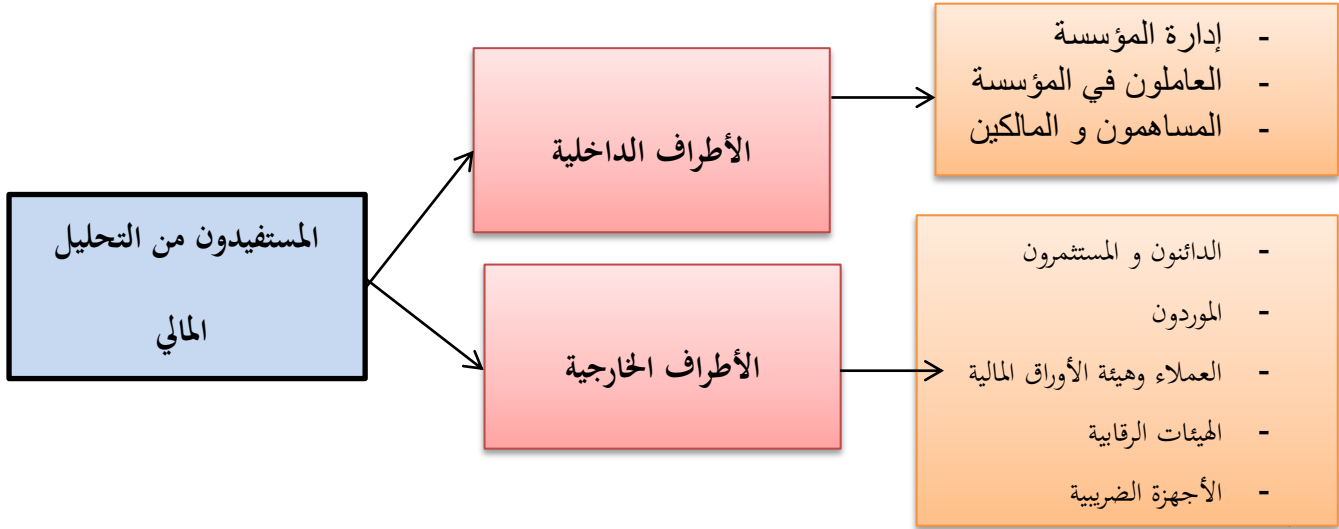 المستفيدون من التحليل
المالي
الأطراف الداخلية
- إدارة المؤسسة
- العاملون في المؤسسة
- المساهمون و المالكين
الأطراف الخارجية
- الدائنون و المستثمرون
- الموردون
- العملاء وهيئة الأوراق المالية
- الهيئات الرقابية
- الأجهزة الضريبية